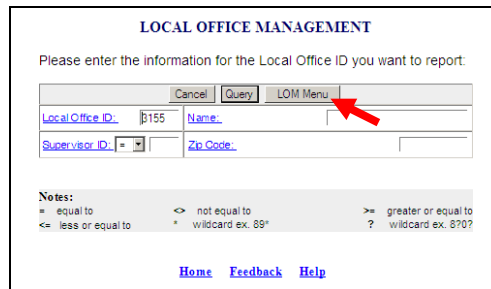 LOCAL OFFICE MANAGEMENT
Please enter the information for the Local Office ID you want to report:
Cancel Query LOM Menu
Local Office ID: 3155 Name:
Supervisor ID: = Zip Code:
Notes:
= equal to <> not equal to >= greater or equal to
<= less or equal to * wildcard ex. 89* ? wildcard ex. 8?0?
Home Feedback Help